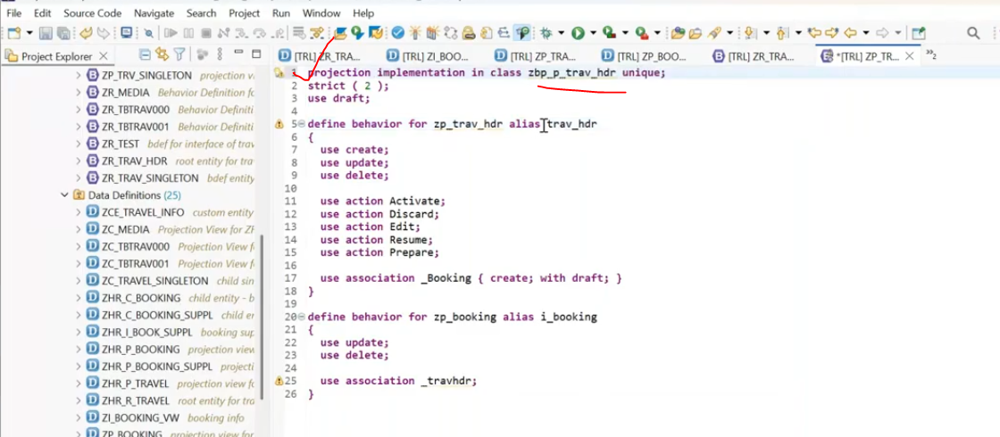 File Edit Source Code Navigate Search Project Run Window Help
Project Explorer
[TRL] ZR_TRA...
[TRL] ZI_BOO...
[TRL] ZP_TRA...
[TRL] ZP_BOO...
[TRL] ZR_TRA...
*[TRL] ZP_TR...
»2
ZP_TRV_SINGLETON projection v
ZR_MEDIA Behavior Definition for
ZR_TBTRAV000 Behavior Definiti
ZR_TBTRAV001 Behavior Definiti
ZR_TEST bdef for interface of trav
ZR_TRAV_HDR root entity for tra
ZR_TRAV_SINGLETON bdef entity
Data Definitions (25)
ZCE_TRAVEL_INFO custom entity
ZC_MEDIA Projection View for ZF
ZC_TBTRAV000 Projection View f
ZC_TBTRAV001 Projection View f
ZC_TRAVEL_SINGLETON child sin
ZHR_C_BOOKING child entity - b
ZHR_C_BOOKING_SUPPL child er
ZHR_I_BOOK_SUPPL booking sup
ZHR_P_BOOKING projection view
ZHR_P_BOOKING_SUPPL projecti
ZHR_P_TRAVEL projection view fo
ZHR_R_TRAVEL root entity for tra
ZI_BOOKING_VW booking info
ZP_BOOKING projection view for
1 projection implementation in class zbp_p_trav_hdr unique;
2 strict ( 2 );
3 use draft;
4
5 define behavior for zp_trav_hdr alias trav_hdr
6 {
7 use create;
8 use update;
9 use delete;
10
11 use action Activate;
12 use action Discard;
13 use action Edit;
14 use action Resume;
15 use action Prepare;
16
17 use association _Booking { create; with draft; }
18 }
19
20 define behavior for zp_booking alias i_booking
21 {
22 use update;
23 use delete;
24
25 use association _travhdr;
26 }